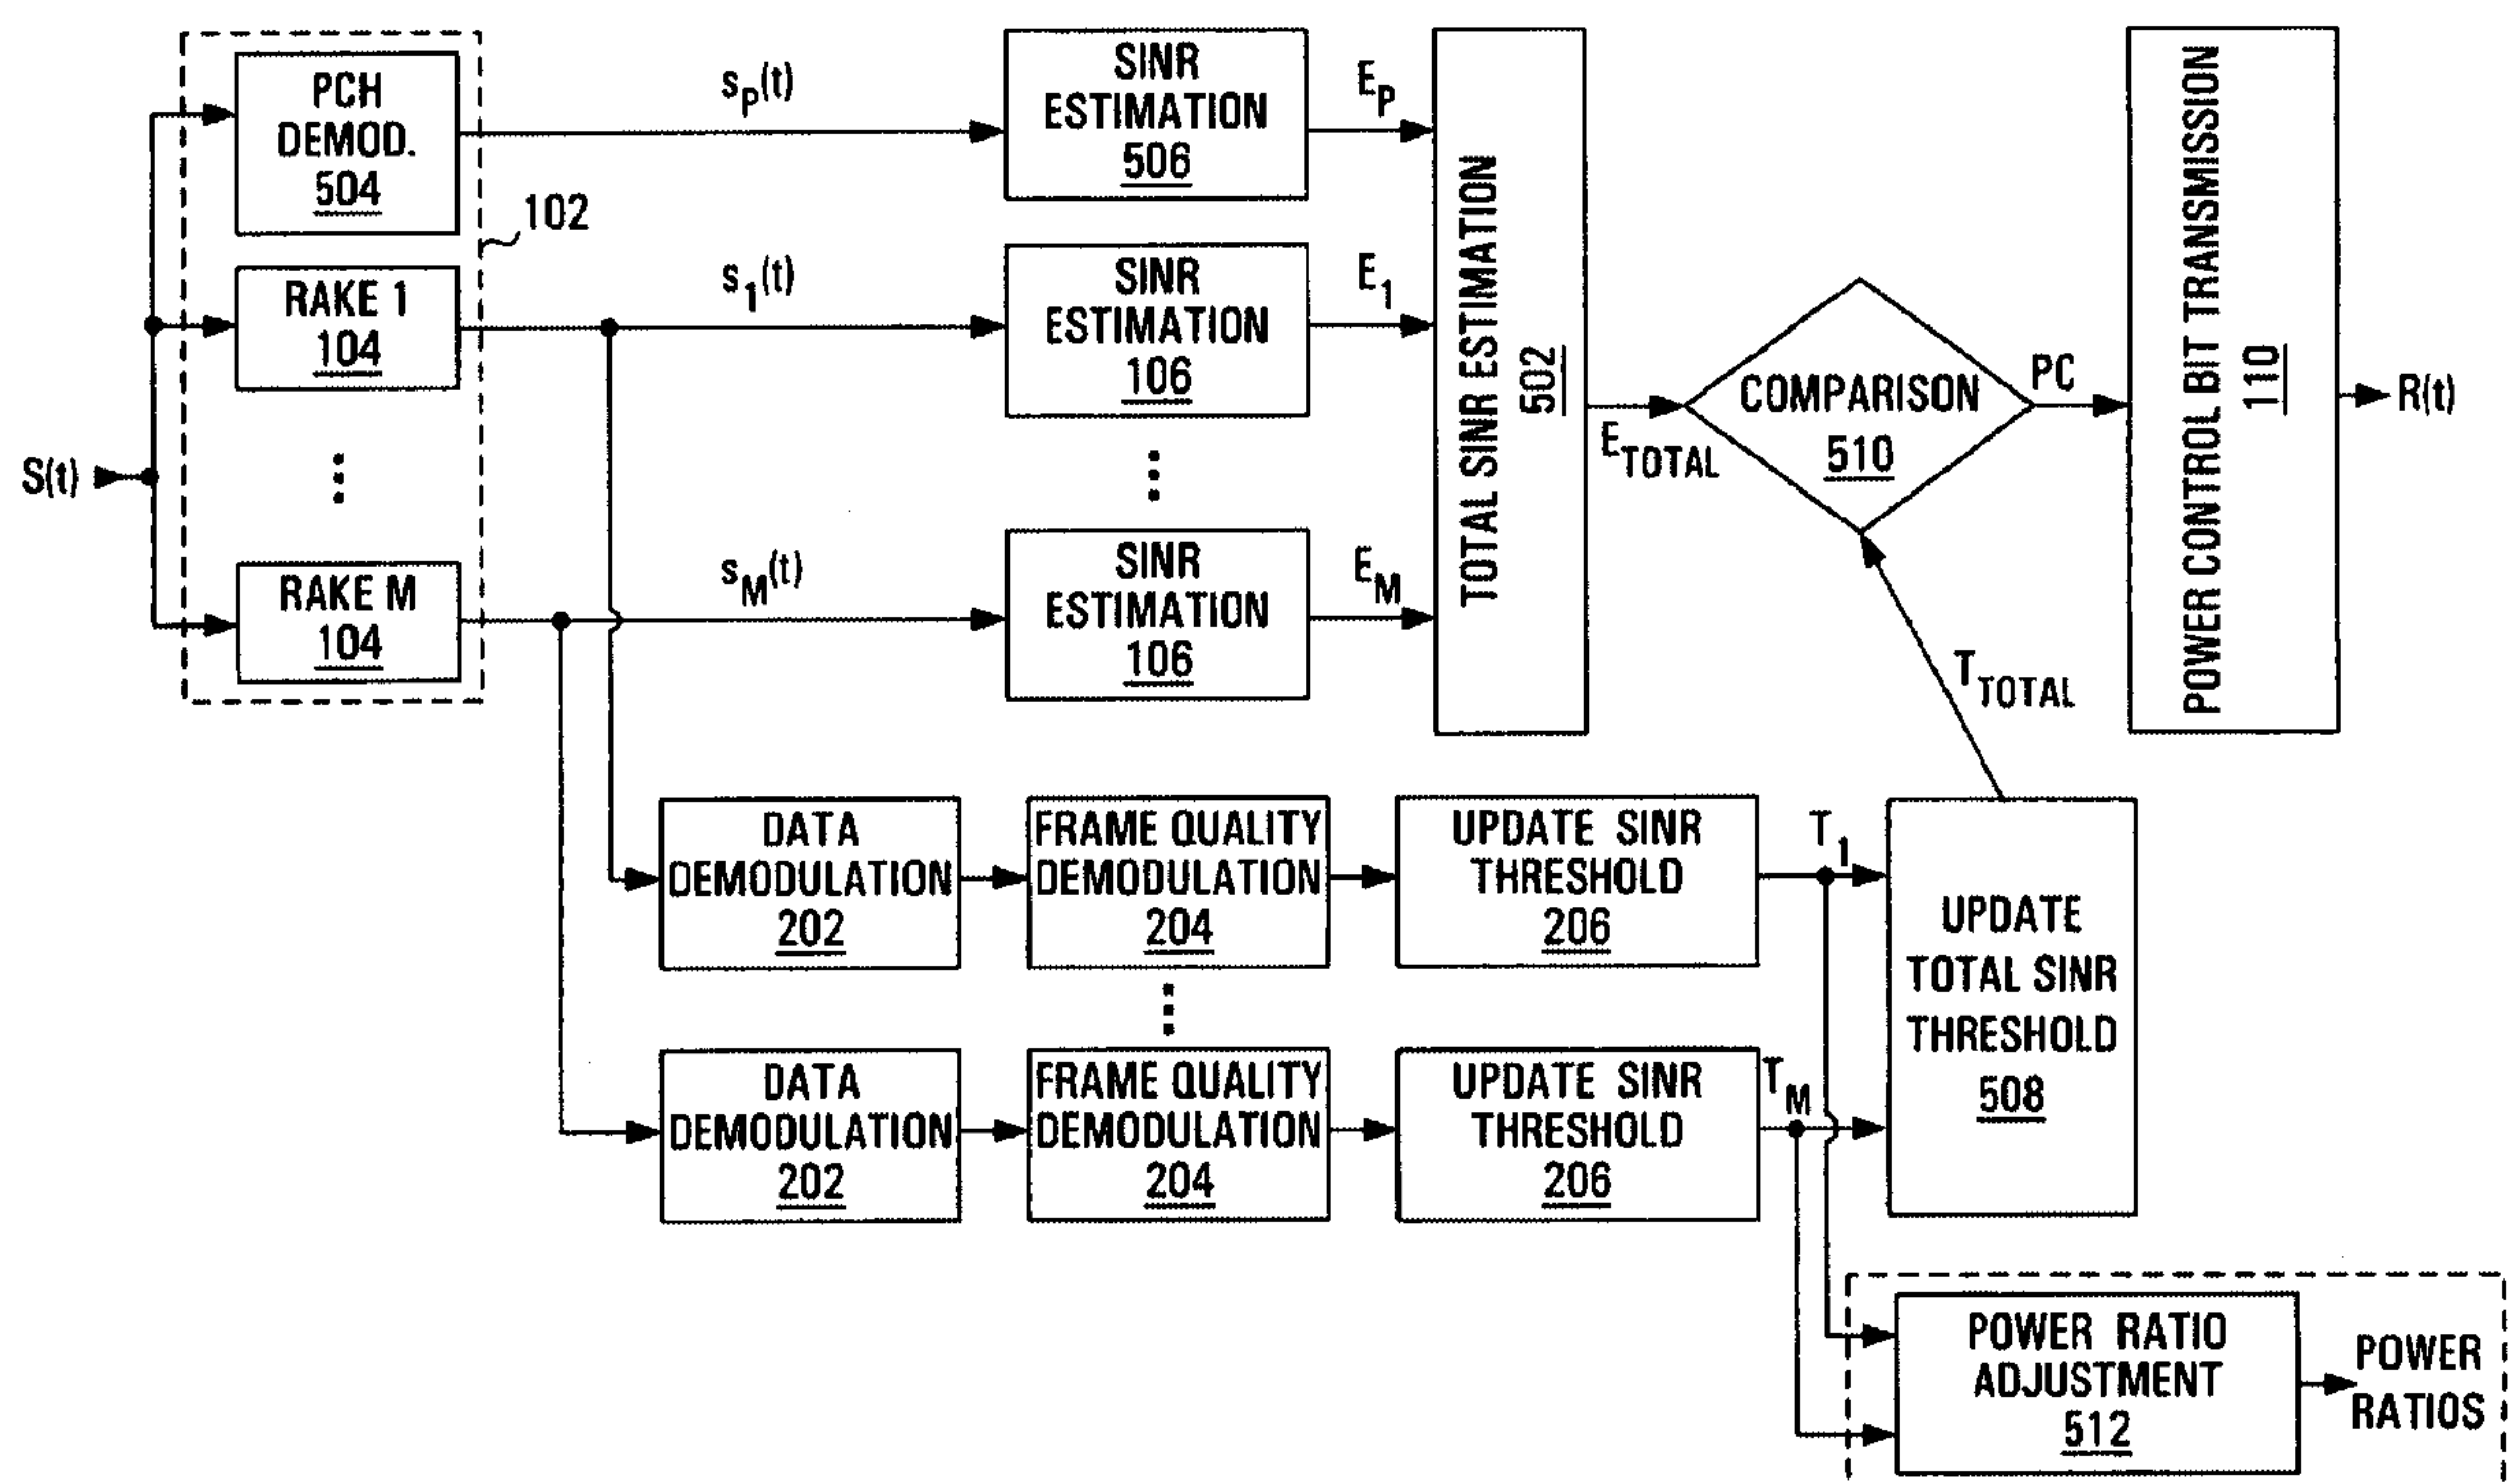 PCH
DEMOD.
504
102
RAKE 1
104
RAKE M
104
S(t)
sP(t)
s1(t)
sM(t)
SINR
ESTIMATION
506
SINR
ESTIMATION
106
SINR
ESTIMATION
106
EP
E1
EM
TOTAL SINR ESTIMATION
502
ETOTAL
COMPARISON
510
PC
POWER CONTROL BIT TRANSMISSION
110
R(t)
TTOTAL
DATA
DEMODULATION
202
FRAME QUALITY
DEMODULATION
204
UPDATE SINR
THRESHOLD
206
T1
DATA
DEMODULATION
202
FRAME QUALITY
DEMODULATION
204
UPDATE SINR
THRESHOLD
206
TM
UPDATE
TOTAL SINR
THRESHOLD
508
POWER RATIO
ADJUSTMENT
512
POWER
RATIOS